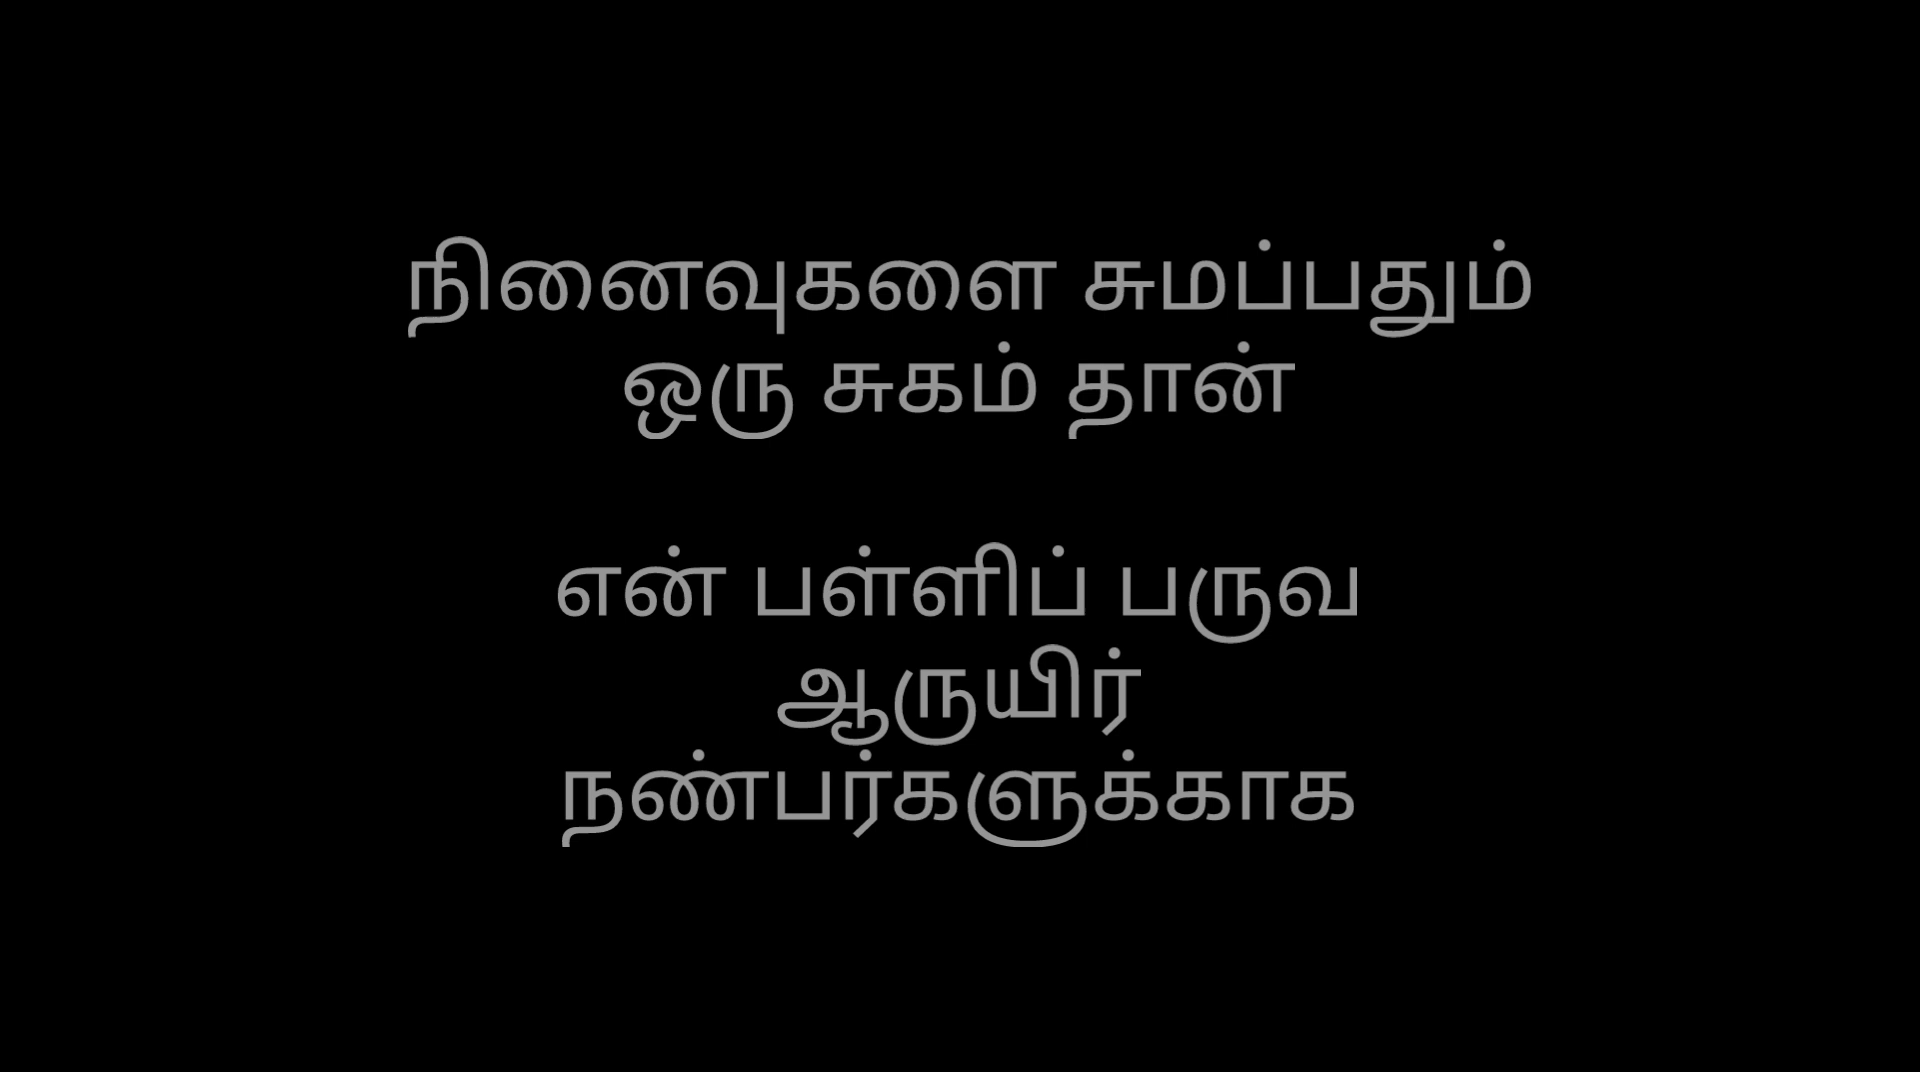 நினைவுகளை சுமப்பதும்
ஒரு சுகம் தான்
என் பள்ளிப் பருவ
ஆருயிர்
நண்பர்களுக்காக